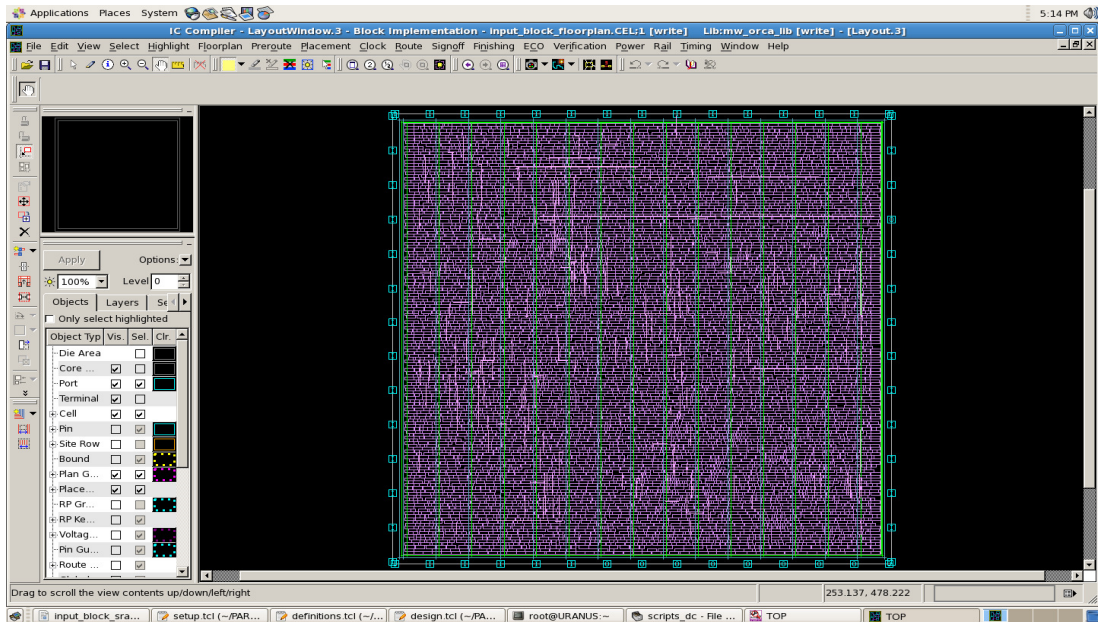 Applications Places System 5:14 PM
IC Compiler - LayoutWindow.3 - Block Implementation - input_block_floorplan.CEL;1 [write] Lib:mw_orca_lib [write] - [Layout.3]
File Edit View Select Highlight Floorplan Preroute Placement Clock Route Signoff Finishing ECO Verification Power Rail Timing Window Help
Apply Options:
100% Level 0
Objects Layers Se
Only select highlighted
Object Typ Vis. Sel. Clr.
Die Area
Core ...
Port
Terminal
Cell
Pin
Site Row
Bound
Plan G...
Place...
RP Gr...
RP Ke...
Voltag...
Pin Gu...
Route ...
Drag to scroll the view contents up/down/left/right 253.137, 478.222
input_block_sra... setup.tcl (~/PAR... definitions.tcl (~/... design.tcl (~/PA... root@URANUS:~ scripts_dc - File ... TOP TOP